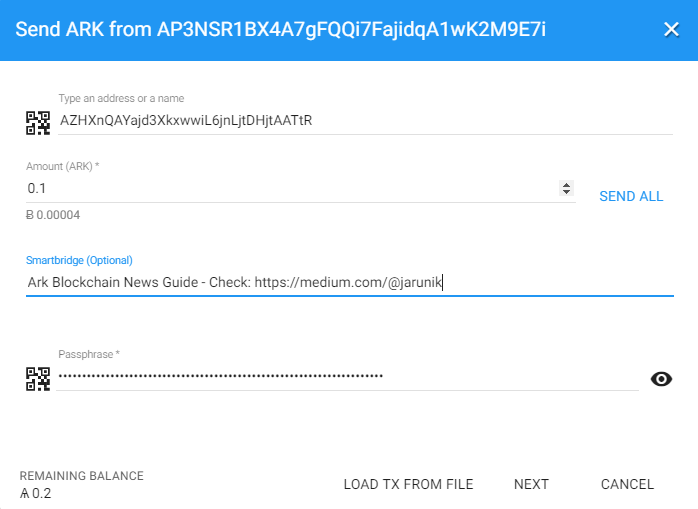 Send ARK from AP3NSR1BX4A7gFQQi7FajidqA1wK2M9E7i
Type an address or a name
AZHXnQAYajd3XkxwwiL6jnLjtDHjtAATtR
Amount (ARK) *
0.1
SEND ALL
Ƀ 0.00004
Smartbridge (Optional)
Ark Blockchain News Guide - Check: https://medium.com/@jarunik
Passphrase *
REMAINING BALANCE
Ѧ 0.2
LOAD TX FROM FILE NEXT CANCEL